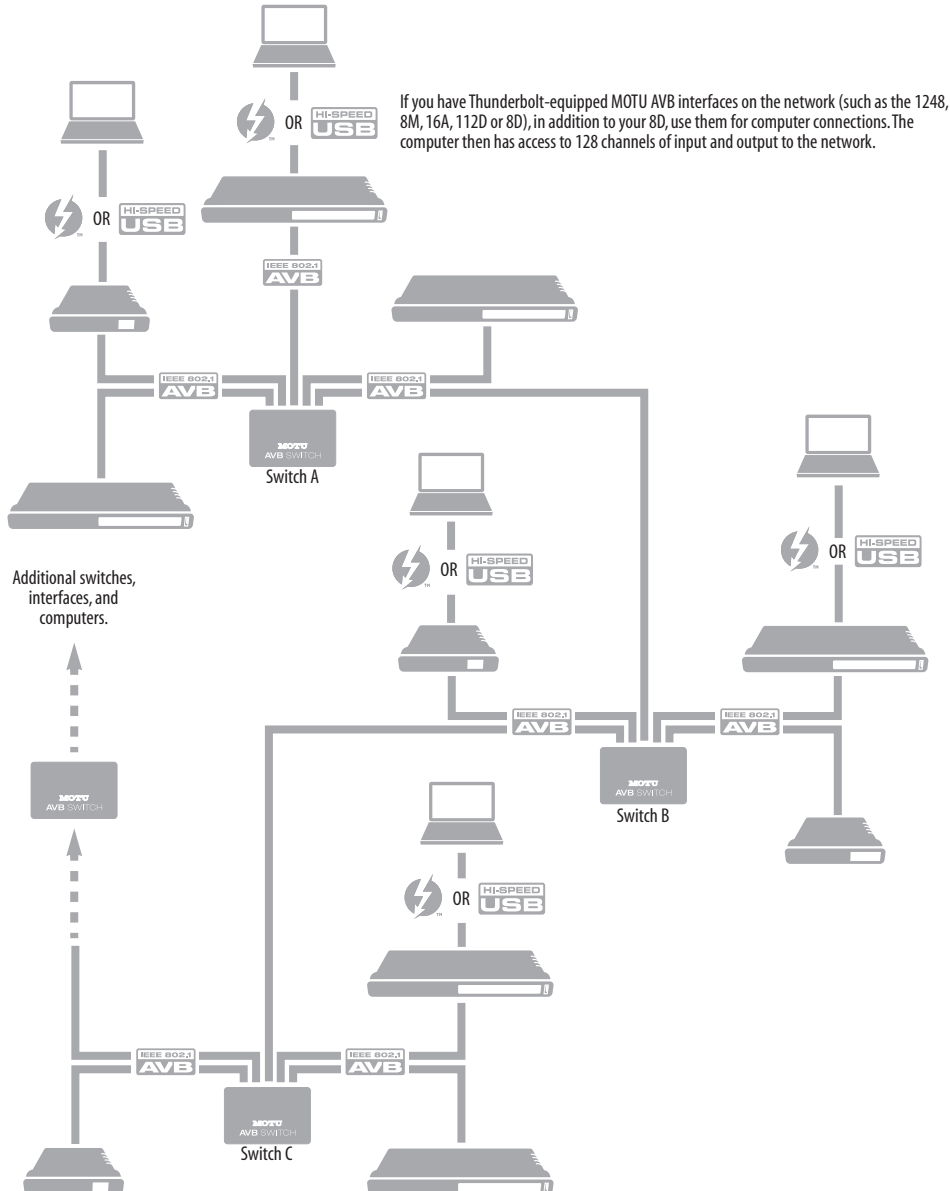 If you have Thunderbolt-equipped MOTU AVB interfaces on the network (such as the 1248,
8M, 16A, 112D or 8D), in addition to your 8D, use them for computer connections. The
computer then has access to 128 channels of input and output to the network.
OR HI-SPEED USB
OR HI-SPEED USB
IEEE 802.1 AVB
IEEE 802.1 AVB
IEEE 802.1 AVB
MOTU
AVB SWITCH
Switch A
OR HI-SPEED USB
OR HI-SPEED USB
Additional switches,
interfaces, and
computers.
IEEE 802.1 AVB
IEEE 802.1 AVB
MOTU
AVB SWITCH
Switch B
MOTU
AVB SWITCH
OR HI-SPEED USB
IEEE 802.1 AVB
IEEE 802.1 AVB
MOTU
AVB SWITCH
Switch C